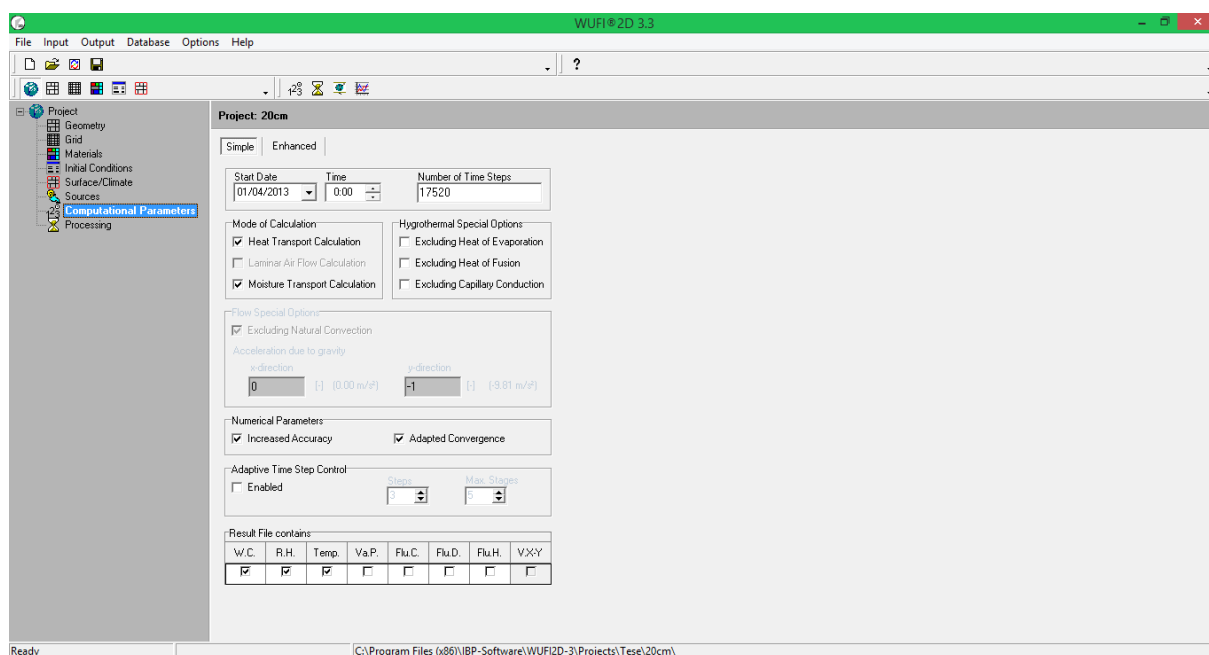 WUFI®2D 3.3
File Input Output Database Options Help
?
123
Project
Geometry
Grid
Materials
Initial Conditions
Surface/Climate
Sources
Computational Parameters
Processing
Project: 20cm
Simple Enhanced
Start Date Time Number of Time Steps
01/04/2013 0:00 17520
Mode of Calculation Hygrothermal Special Options
Heat Transport Calculation Excluding Heat of Evaporation
Laminar Air Flow Calculation Excluding Heat of Fusion
Moisture Transport Calculation Excluding Capillary Conduction
Flow Special Options
Excluding Natural Convection
Acceleration due to gravity
x-direction y-direction
0 [-] (0.00 m/s²) -1 [-] (-9.81 m/s²)
Numerical Parameters
Increased Accuracy Adapted Convergence
Adaptive Time Step Control
Steps Max. Stages
Enabled 3 5
Result File contains
W.C. R.H. Temp. Va.P. Flu.C. Flu.D. Flu.H. V.X-Y
Ready C:\Program Files (x86)\IBP-Software\WUFI2D-3\Projects\Tese\20cm\